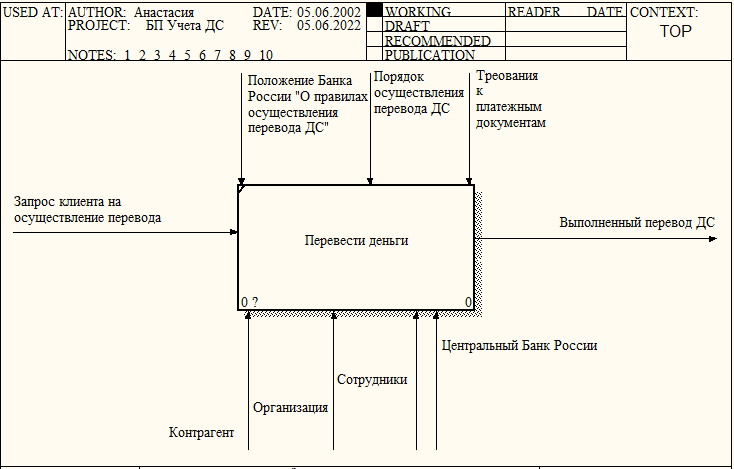 USED AT: AUTHOR: Анастасия DATE: 05.06.2002 WORKING READER DATE CONTEXT:
PROJECT: БП Учета ДС REV: 05.06.2022 DRAFT
TOP
RECOMMENDED
NOTES: 1 2 3 4 5 6 7 8 9 10 PUBLICATION
Положение Банка
России "О правилах
осуществления
перевода ДС"
Порядок
осуществления
перевода ДС
Треования
к
платежным
документам
Запрос клиента на
осуществление перевода
Перевести деньги
Выполненный перевод ДС
0 ? 0
Центральный Банк России
Сотрудники
Организация
Контрагент